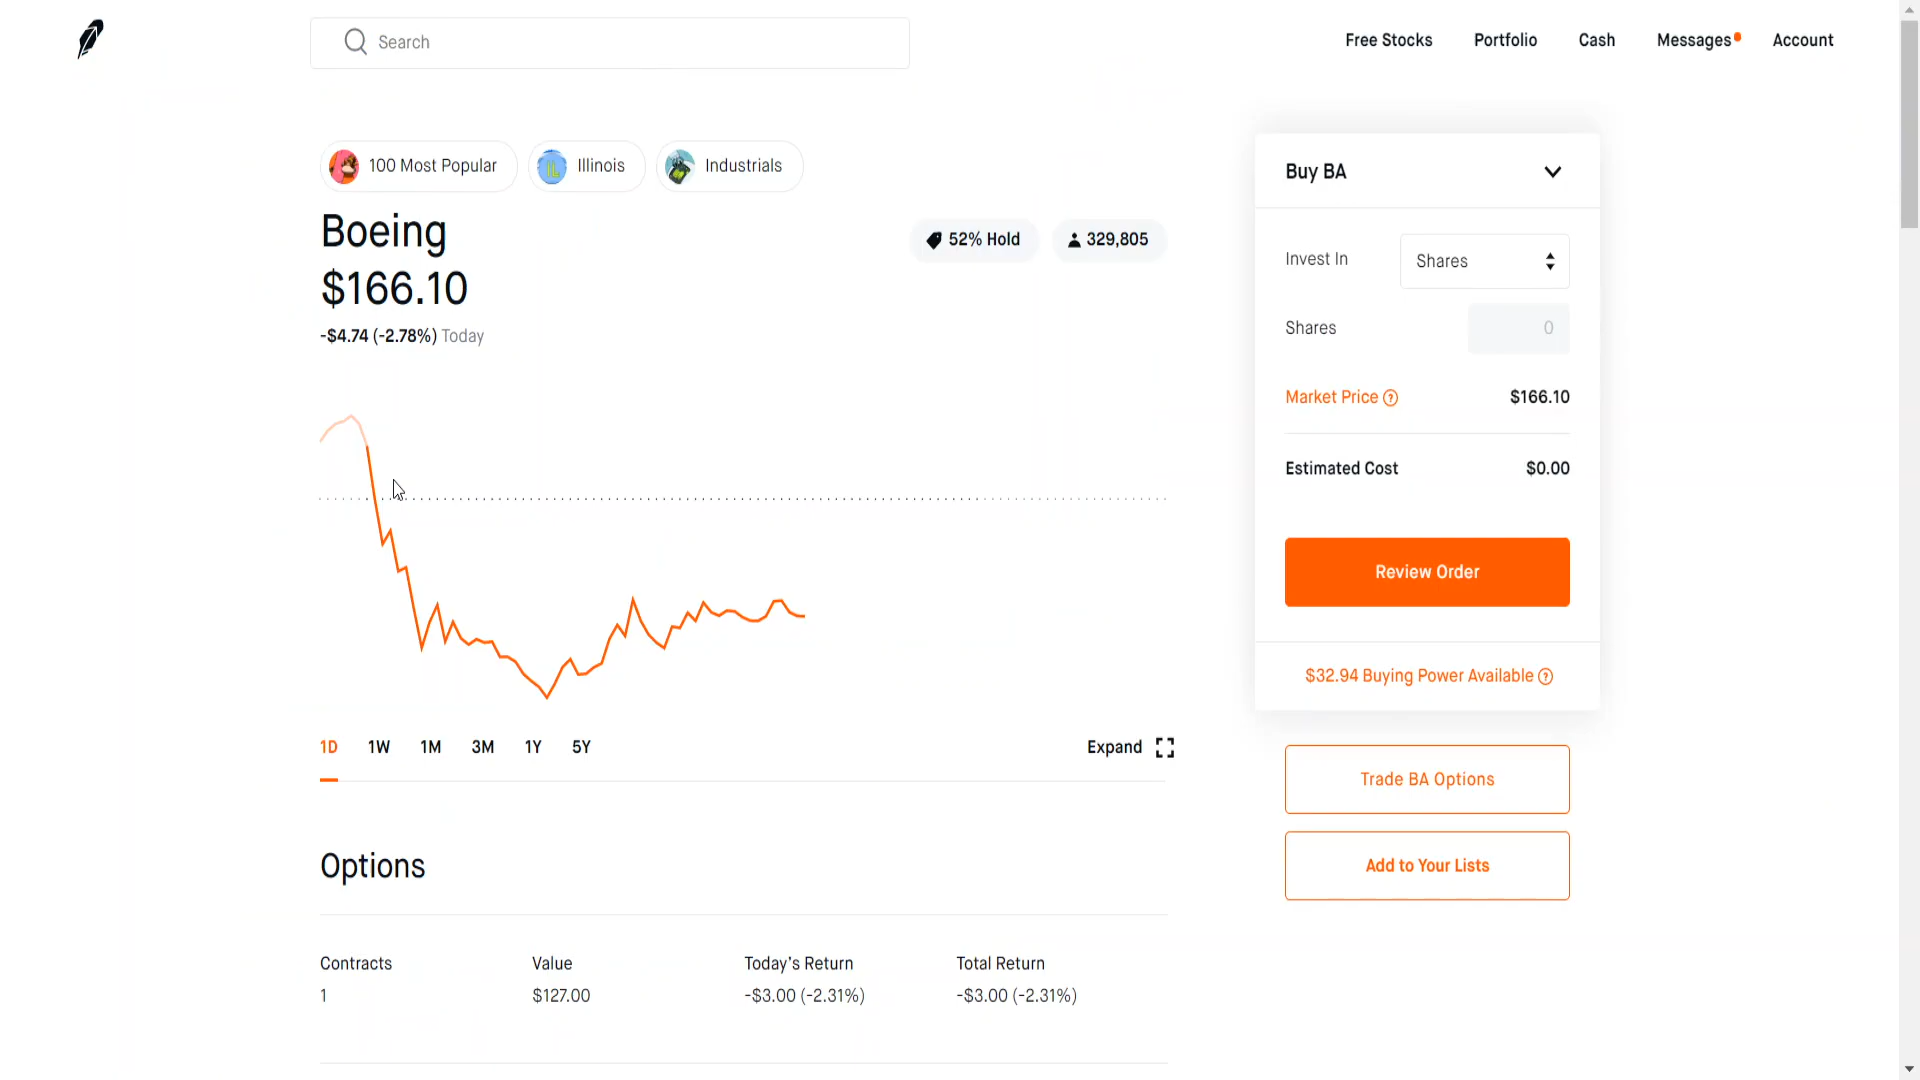 Search
Free Stocks Portfolio Cash Messages Account
100 Most Popular Illinois Industrials
IL
Boeing
$166.10
-$4.74 (-2.78%) Today
52% Hold 329,805
1D 1W 1M 3M 1Y 5Y Expand
Options
Contracts Value Today's Return Total Return
1 $127.00 -$3.00 (-2.31%) -$3.00 (-2.31%)
Buy BA
Invest In Shares
Shares 0
Market Price ? $166.10
Estimated Cost $0.00
Review Order
$32.94 Buying Power Available ?
Trade BA Options
Add to Your Lists